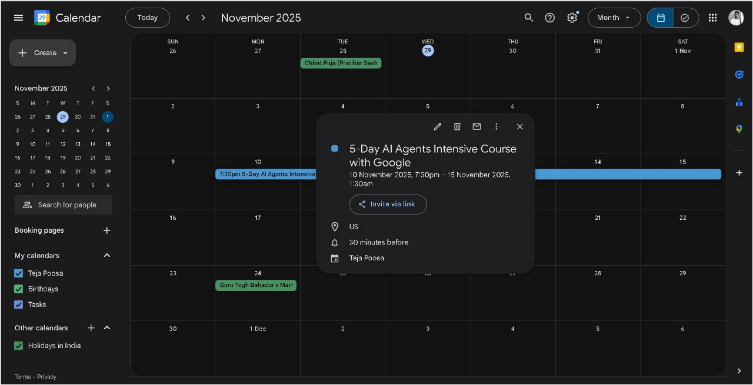 Calendar
Today
November 2025
Month
Create
SUN MON TUE WED THU FRI SAT
26 27 28 29 30 31 1 Nov
Chhat Puja (Pratihar Sash
November 2025
S M T W T F S
26 27 28 29 30 31 1
2 3 4 5 6 7 8
9 10 11 12 13 14 15
16 17 18 19 20 21 22
23 24 25 26 27 28 29
30 1 2 3 4 5 6
Search for people
Booking pages
My calendars
Teja Poosa
Birthdays
Tasks
Other calendars
Holidays in India
Terms – Privacy
2 3 4 5 6 7 8
9 10 14 15
7:30pm 5-Day AI Agents Intensive
5-Day AI Agents Intensive Course
with Google
10 November 2025, 7:30pm – 15 November 2025,
1:30am
Invite via link
US
30 minutes before
Teja Poosa
16 17 21 22
23 24 28 29
Guru Tegh Bahadur's Mar
30 1 Dec 2 3 4 5 6